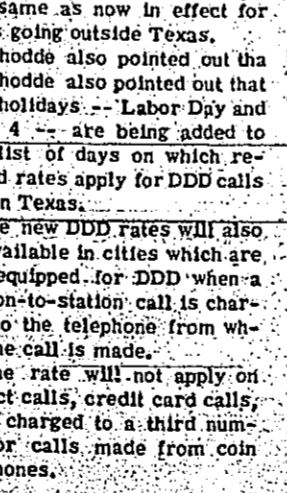 same as now in effect for
going outside Texas.
hodde also pointed out tha
hodde also pointed out that
holidays -- Labor Day and
4 -- are being added to
list of days on which re-
d rates apply for DDD calls
n Texas.
e new DDD rates will also
vailable in cities which are
equipped for DDD when a
on-to-station call is char-
o the telephone from wh-
e call is made.
e rate will not apply on
ct calls, credit card calls,
charged to a third num-
or calls made from coin
hones.